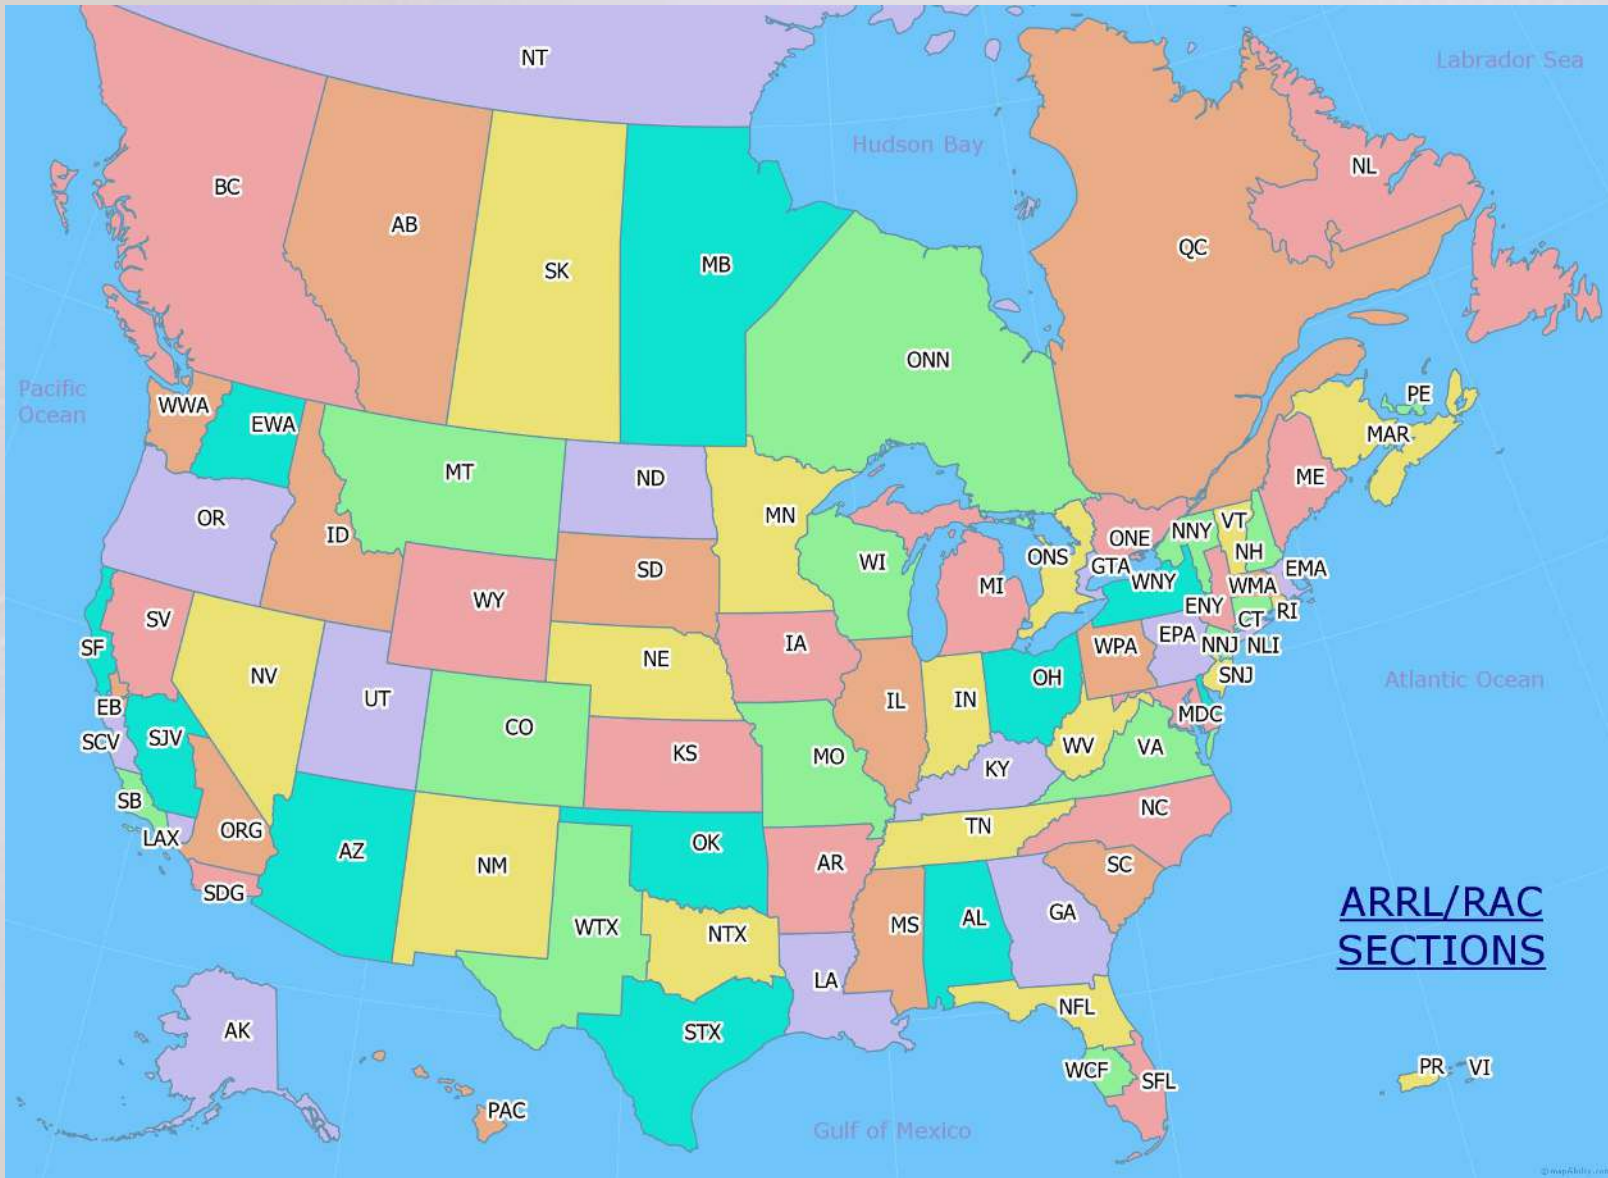 NT
Labrador Sea
Hudson Bay
NL
BC
AB
QC
SK
MB
ONN
Pacific
Ocean
PE
WWA
EWA
MAR
MT
ND
ME
MN
OR
VT
NNY
ID
ONE
NH
ONS
WI
GTA
EMA
SD
WNY
MI
WMA
WY
ENY
RI
SV
CT
EPA
IA
WPA
NNJ
NLI
SF
NE
NV
OH
SNJ
Atlantic Ocean
UT
IL
IN
EB
MDC
CO
SCV
SJV
WV
VA
KS
MO
KY
SB
NC
TN
ORG
LAX
OK
AZ
AR
NM
SC
SDG
ARRL/RAC
SECTIONS
GA
AL
MS
WTX
NTX
LA
NFL
AK
STX
PR
VI
WCF
SFL
PAC
Gulf of Mexico